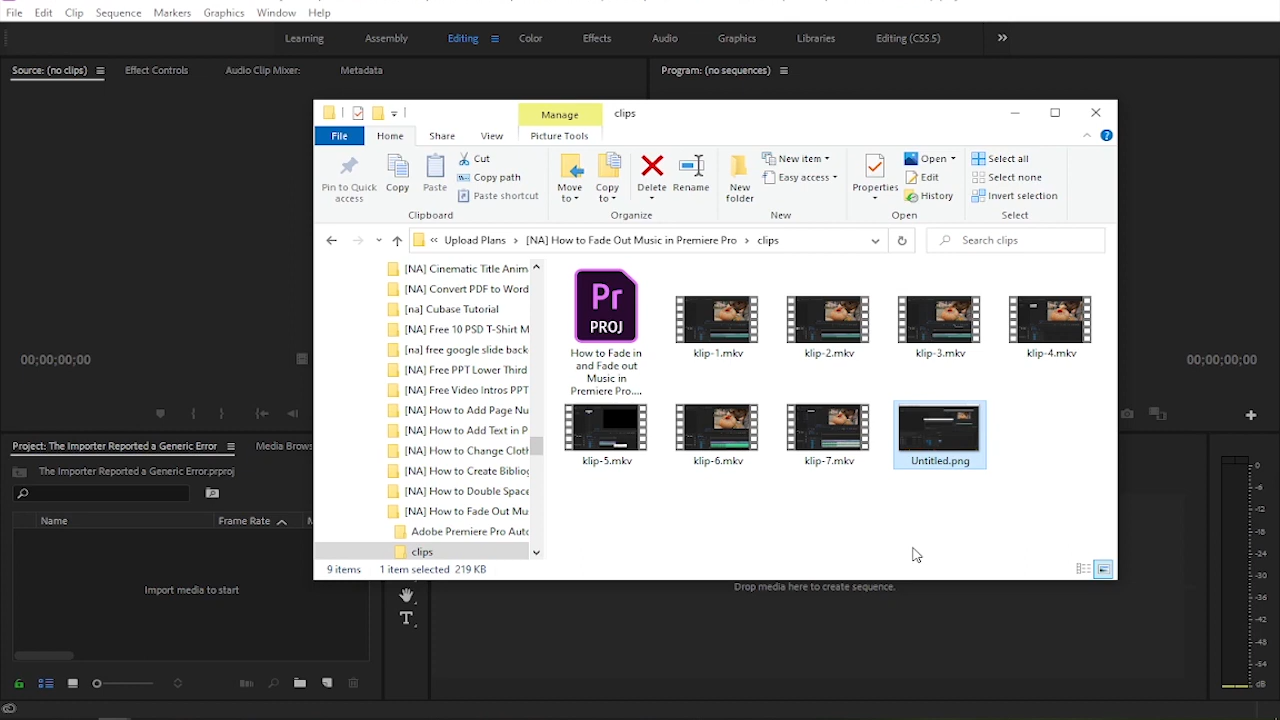 File Edit Clip Sequence Markers Graphics Window Help
Learning Assembly Editing Color Effects Audio Graphics Libraries Editing (CS5.5)
Source: (no clips) Effect Controls Audio Clip Mixer: Metadata Program: (no sequences)
Manage clips
File Home Share View Picture Tools
Pin to Quick access
Copy
Paste
Cut
Copy path
Paste shortcut
Clipboard
Move to
Copy to
Delete
Rename
Organize
New folder
New item
Easy access
New
Properties
Open
Edit
History
Open
Select all
Select none
Invert selection
Select
« Upload Plans › [NA] How to Fade Out Music in Premiere Pro › clips
Search clips
[NA] Cinematic Title Anim
[NA] Convert PDF to Word
[na] Cubase Tutorial
[NA] Free 10 PSD T-Shirt M
[na] free google slide back
[NA] Free PPT Lower Third
[NA] Free Video Intros PPT
[NA] How to Add Page Nu
[NA] How to Add Text in P
[NA] How to Change Cloth
[NA] How to Create Bibliog
[NA] How to Double Space
[NA] How to Fade Out Mus
Adobe Premiere Pro Auto
clips
Pr
PROJ
How to Fade in
and Fade out
Music in
Premiere Pro....
klip-1.mkv
klip-2.mkv
klip-3.mkv
klip-4.mkv
klip-5.mkv
klip-6.mkv
klip-7.mkv
Untitled.png
9 items 1 item selected 219 KB
00;00;00;00
00;00;00;00
Project: The Importer Reported a Generic Error Media Brows
The Importer Reported a Generic Error.prproj
Name Frame Rate M
Import media to start
Drop media here to create sequence.
T
0
-6
-12
-18
-24
-30
-36
-42
-48
-54
dB